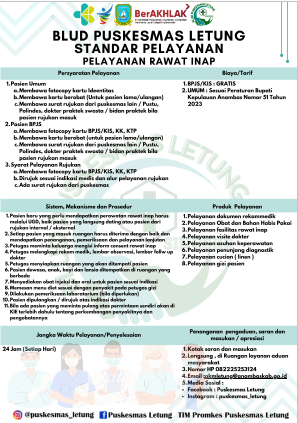 BerAKHLAK
BLUD PUSKESMAS LETUNG
STANDAR PELAYANAN
PELAYANAN RAWAT INAP
Persyaratan Pelayanan
1.Pasien Umum
a.Membawa fotocopy kartu Identitas
b.Membawa kartu berobat (Untuk pasien lama/ulangan)
c.Membawa surat rujukan dari puskesmas lain / Pustu,
Polindes, dokter praktek swasta / bidan praktek bila
pasien rujukan masuk
2.Pasien BPJS
a.Membawa fotocopy kartu BPJS/KIS, KK, KTP
b.Membawa kartu berobat (untuk pasien lama/ulangan)
c.Membawa surat rujukan dari puskesmas lain / Pustu,
Polindes, dokter praktek swasta / bidan praktek bila
pasien rujukan masuk
3.Syarat Pelayanan Rujukan
a.Membawa fotocopy kartu BPJS/KIS, KK, KTP
b.Dirujuk sesuai indikasi medis dan alur pelayanan rujukan
c.Ada surat rujukan dari puskesmas
Biaya/Tarif
1.BPJS/KIS : GRATIS
2.UMUM : Sesuai Peraturan Bupati
Kepulauan Anambas Nomor 51 Tahun
2023
Sistem, Mekanisme dan Prosedur
1.Pasien baru yang perlu mendapatkan perawatan rawat inap harus
melalui UGD, baik pasien yang langsung dating atau pasien dari
rujukan internal / eksternal
2.Setiap pasien yang masuk ruangan harus diterima dengan baik dan
mendapatkan penanganan, pemeriksaan dan pelayanan lanjutan
3.Petugas meminta keluarga mengisi inform consent rawat inap
4.Petugas melengkapi rekam medik, lembar observasi, lembar follw up
dokter
5.Petugas menyiapkan ruangan yang akan ditempati pasien
6.Pasien dewasa, anak, bayi dan lansia ditempatkan di ruangan yang
berbeda
7.Menyediakan obat injeksi dan oral untuk pasien sesuai indikasi
8.Memesan menu diet sesuai dengan penyakit pada petugas gizi
9.Dilakukan pemeriksaan laboratorium (bila diperlukan)
10.Pasien dipulangkan / dirujuk atas indikasi dokter
11.Bila ada pasien yang meminta pulang atas permintaan sendiri akan di
KIE terlebih dahulu tentang perkembangan penyakitnya dan
pengobatannya
Produk Pelayanan
1.Pelayanan dokumen rekammedik
2.Pelayanan Obat dan Bahan Habis Pakai
3.Pelayanan fasilitas rawat inap
4.Pelayanan visite dokter
5.Pelayanan asuhan keperawatan
6.Pelayanan penunjang diagnostik
7.Pelayanan cucian ( linen )
8.Pelayanan gizi pasien
Jangka Waktu Pelayanan/Penyelesaian
24 Jam (Setiap Hari)
Penanganan pengaduan, saran dan
masukan / apresiasi
1.Kotak saran dan masukan
2.Langsung , di Ruangan layanan aduan
masyarakat
3.Nomor HP 082225253124
4.Email :pkmletung@anambaskab.go.id
5.Media Sosial :
Facebook : Puskesmas Letung
Instagram : puskesmas_letung
@puskesmas_letung
Puskesmas Letung
TIM Promkes Puskesmas Letung